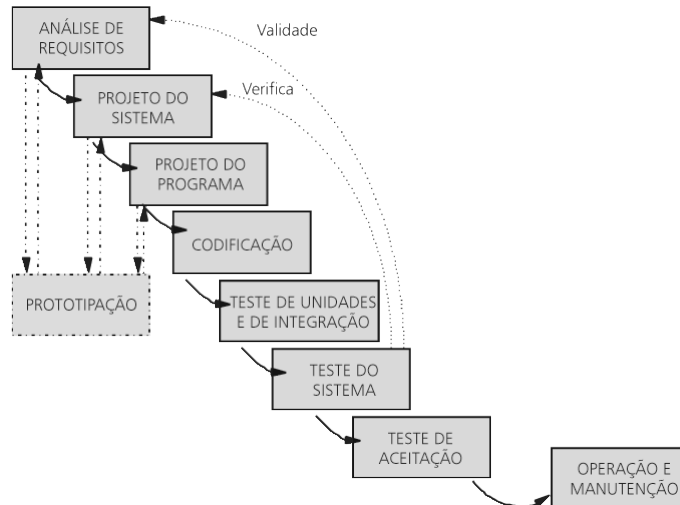 ANÁLISE DE
REQUISITOS
Validade
PROJETO DO
SISTEMA
Verifica
PROJETO DO
PROGRAMA
CODIFICAÇÃO
PROTOTIPAÇÃO
TESTE DE UNIDADES
E DE INTEGRAÇÃO
TESTE DO
SISTEMA
TESTE DE
ACEITAÇÃO
OPERAÇÃO E
MANUTENÇÃO